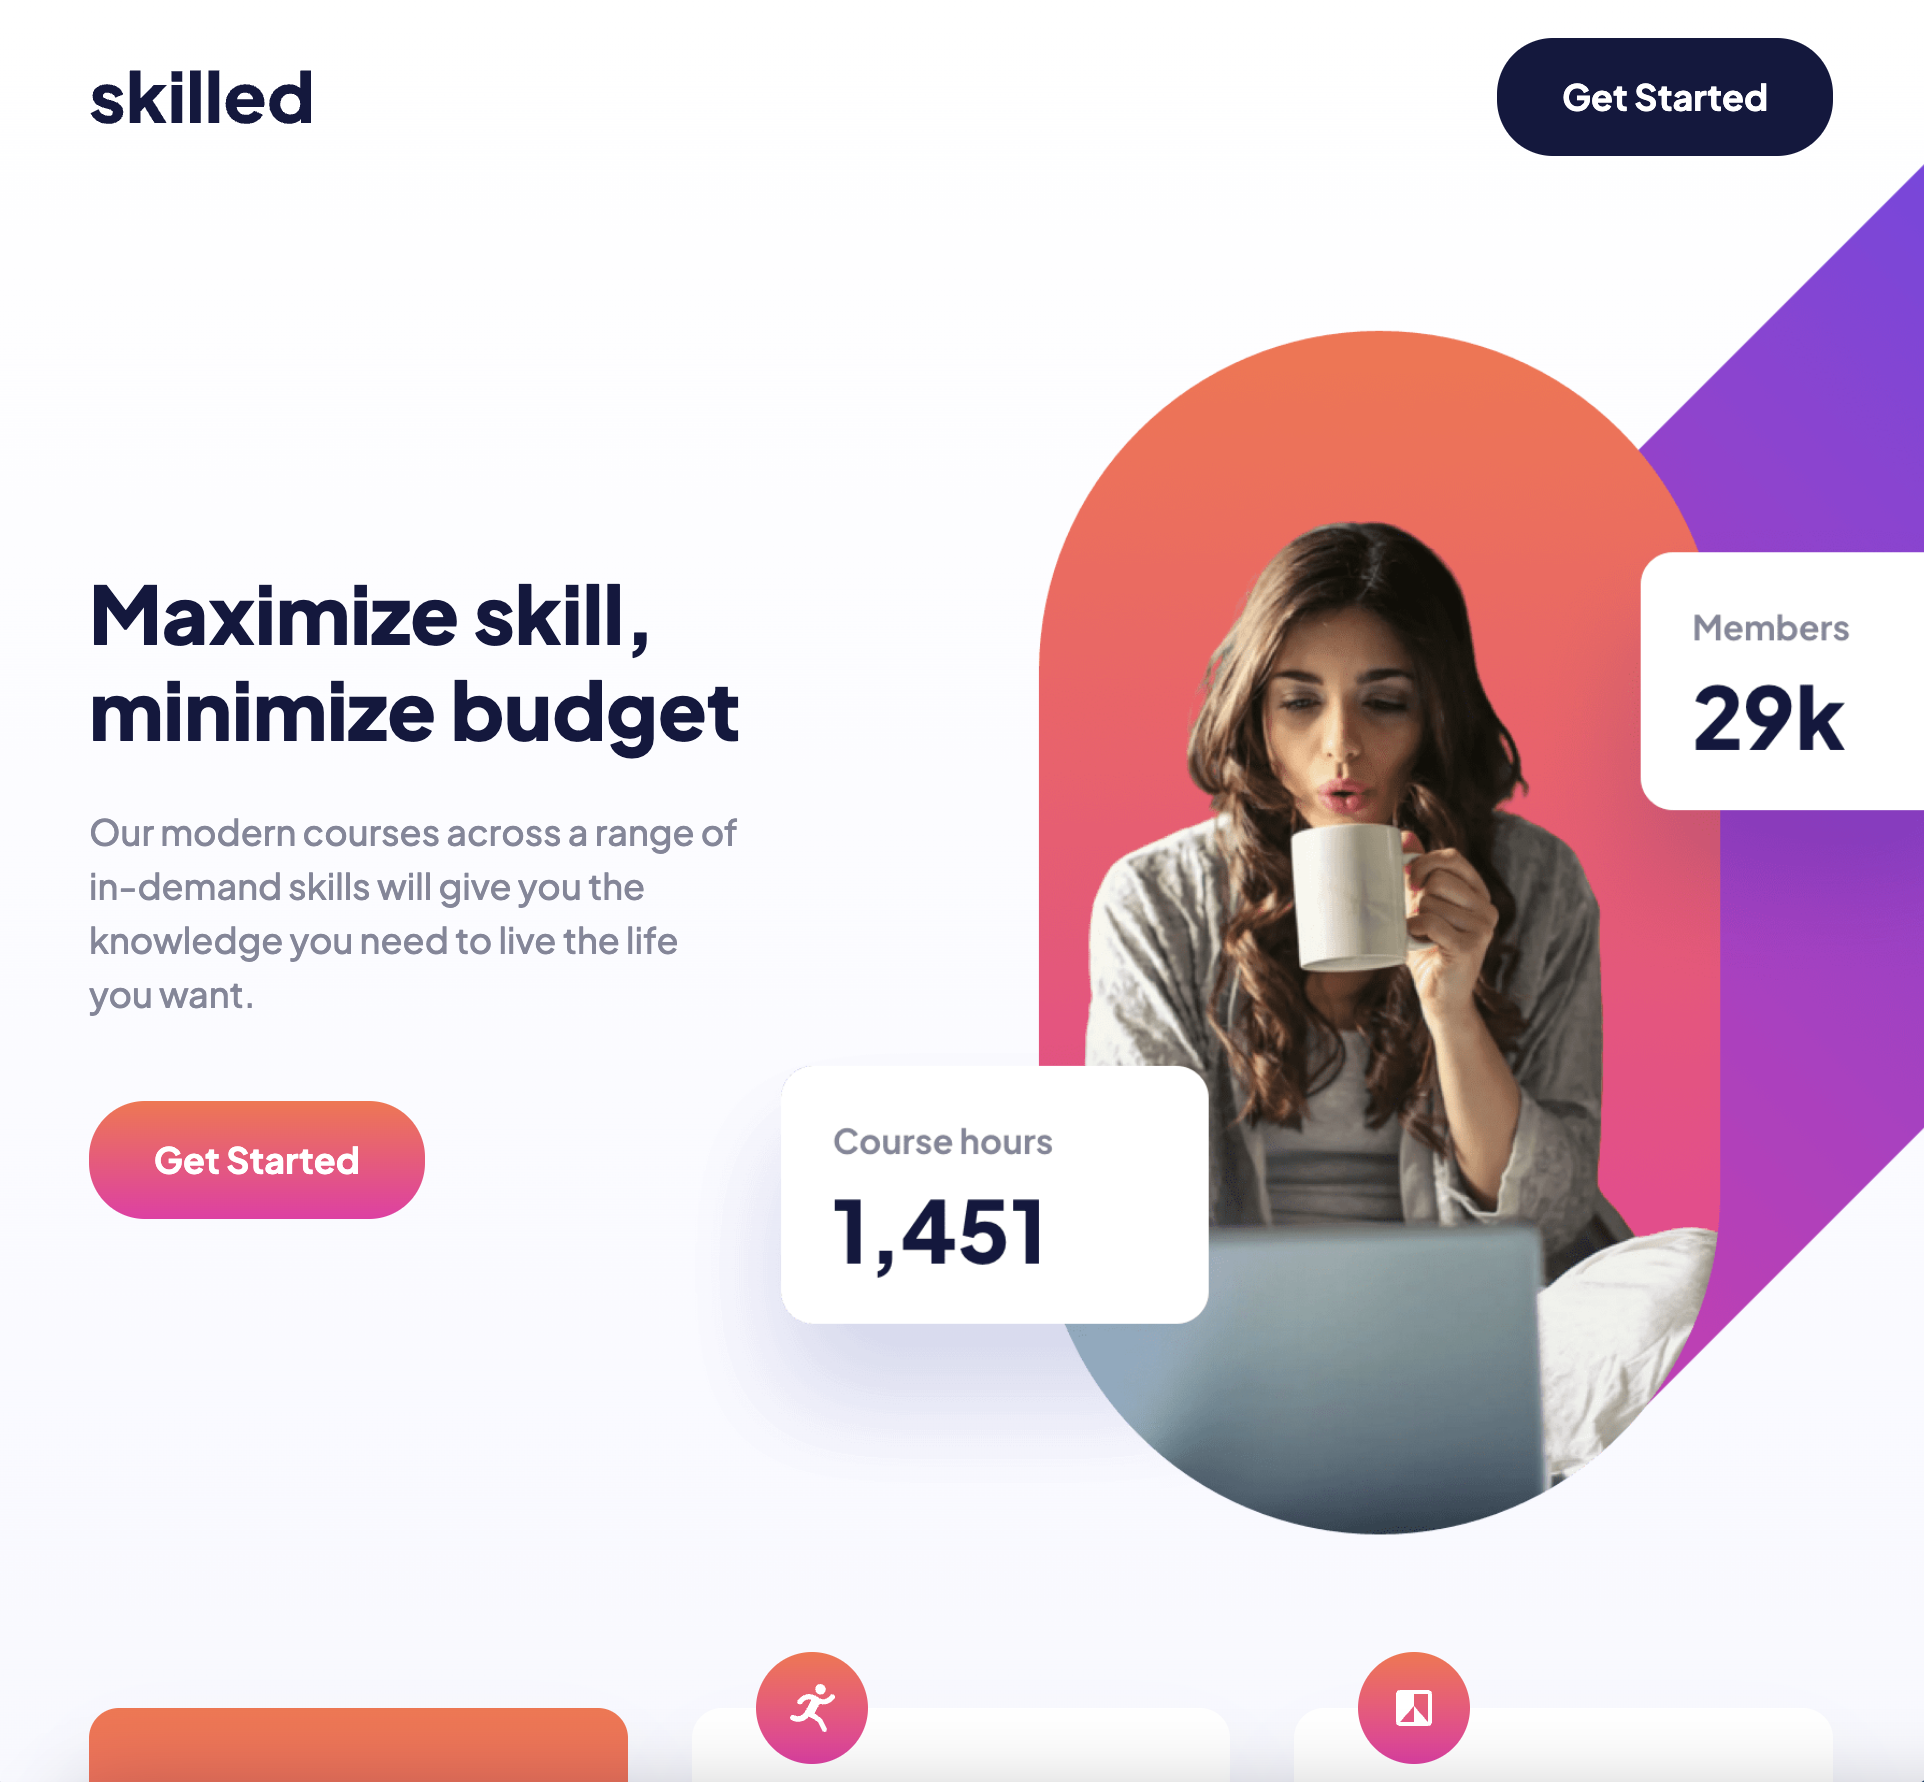 skilled
Get Started
Maximize skill,
minimize budget
Our modern courses across a range of
in-demand skills will give you the
knowledge you need to live the life
you want.
Get Started
Members
29k
Course hours
1,451